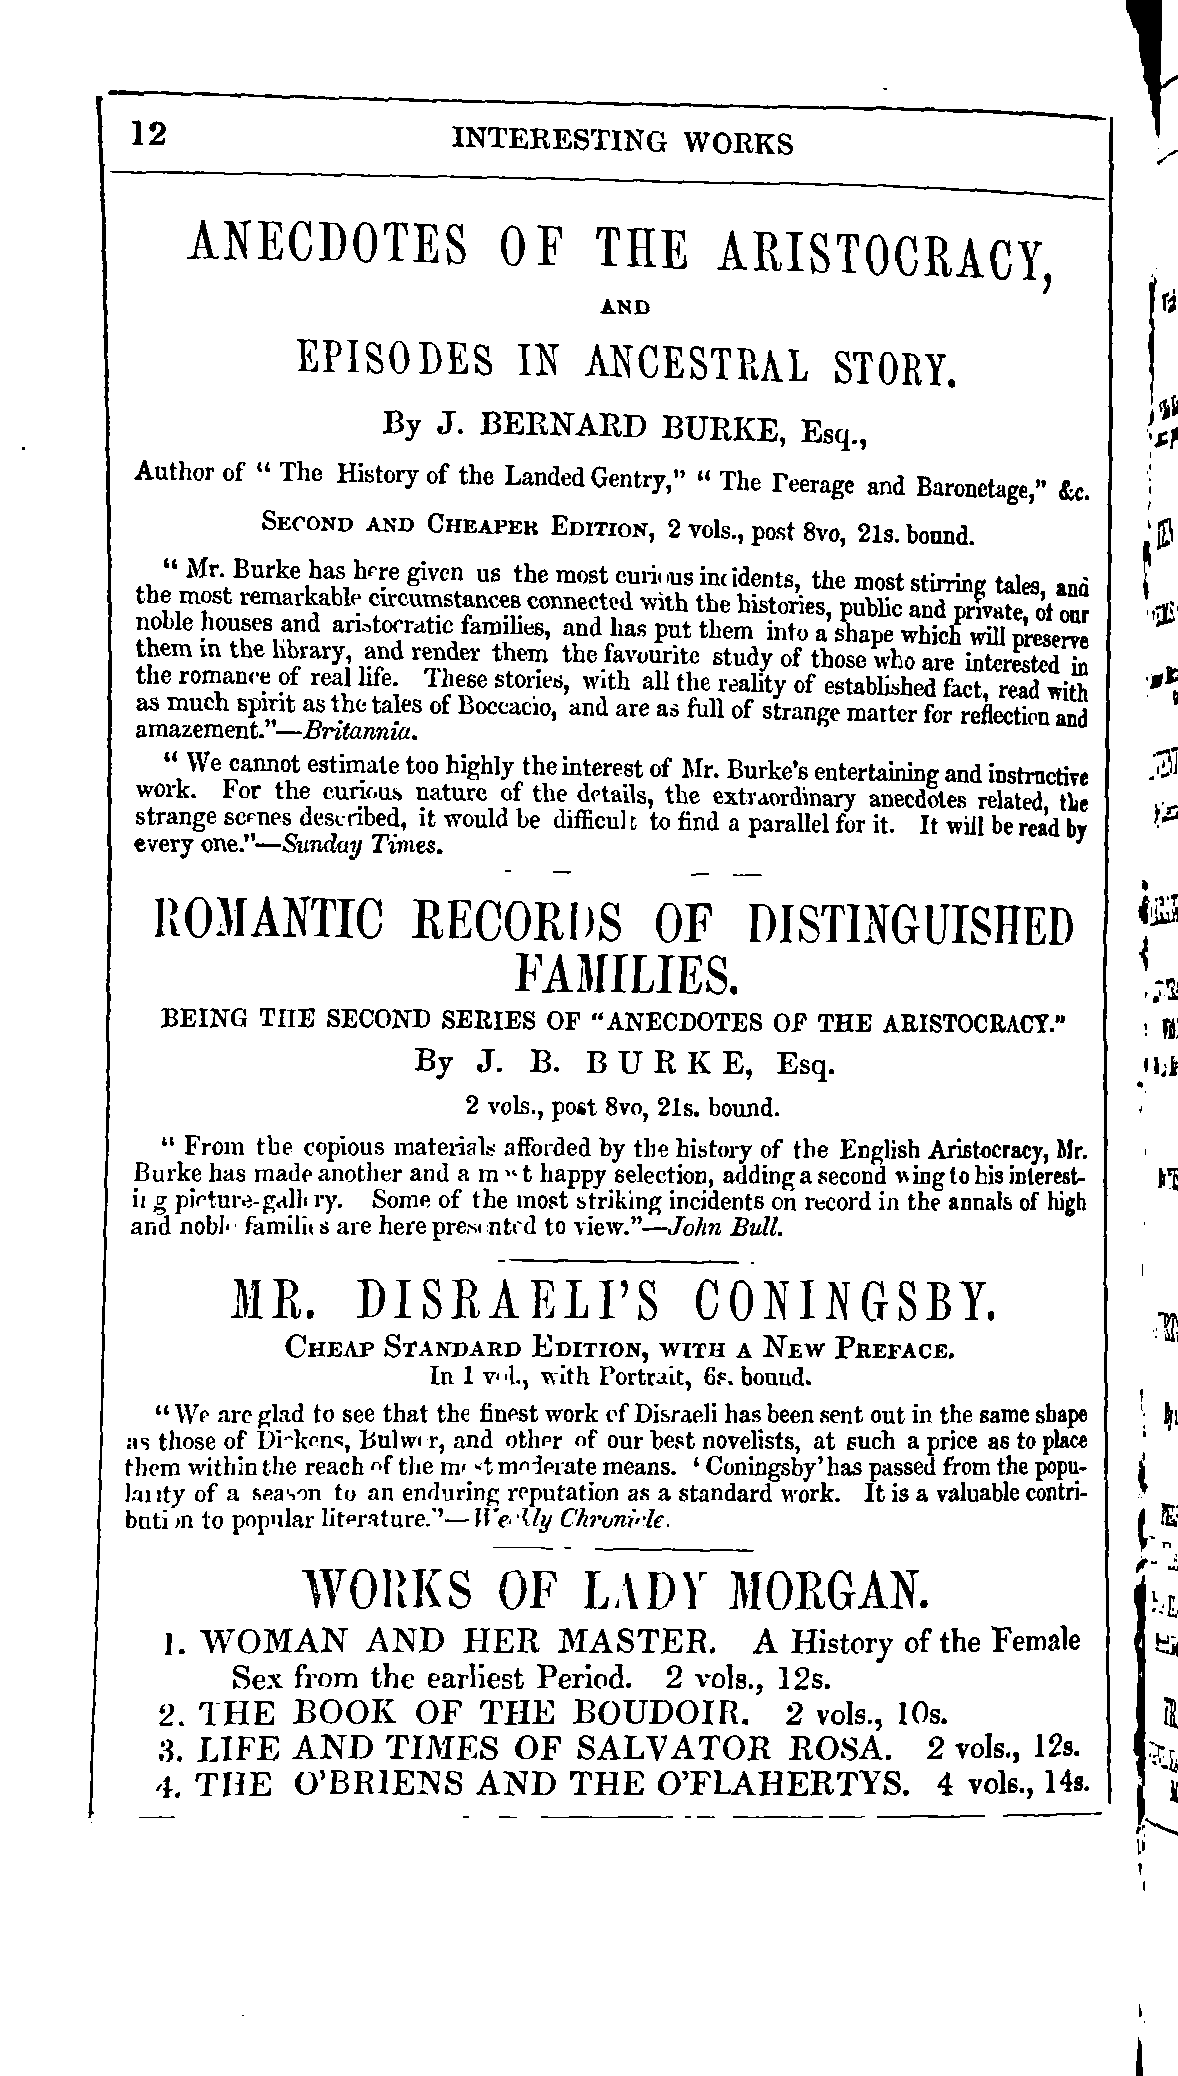 12 INTERESTING WORKS
ANECDOTES OF THE ARISTOCRACY,
AND
EPISODES IN ANCESTRAL STORY.
By J. BERNARD BURKE, Esq.,
Author of “ The History of the Landed Gentry,” “ The Peerage and Baronetage,” &c.
SECOND AND CHEAPER EDITION, 2 vols., post 8vo, 21s. bound.
“ Mr. Burke has here given us the most curious incidents, the most stirring tales, and
the most remarkable circumstances connected with the histories, public and private, of our
noble houses and aristocratic families, and has put them into a shape which will preserve
them in the library, and render them the favourite study of those who are interested in
the romance of real life. These stories, with all the reality of established fact, read with
as much spirit as the tales of Boccacio, and are as full of strange matter for reflection and
amazement.”—Britannia.
“ We cannot estimate too highly the interest of Mr. Burke’s entertaining and instructive
work. For the curious nature of the details, the extraordinary anecdotes related, the
strange scenes described, it would be difficult to find a parallel for it. It will be read by
every one.”—Sunday Times.
ROMANTIC RECORDS OF DISTINGUISHED
FAMILIES.
BEING THE SECOND SERIES OF “ANECDOTES OF THE ARISTOCRACY.”
By J. B. BURKE, Esq.
2 vols., post 8vo, 21s. bound.
“ From the copious materials afforded by the history of the English Aristocracy, Mr.
Burke has made another and a most happy selection, adding a second wing to his interest-
ing picture-gallery. Some of the most striking incidents on record in the annals of high
and noble families are here presented to view.”—John Bull.
MR. DISRAELI’S CONINGSBY.
CHEAP STANDARD EDITION, WITH A NEW PREFACE.
In 1 vol., with Portrait, 6s. bound.
“We are glad to see that the finest work of Disraeli has been sent out in the same shape
as those of Dickens, Bulwer, and other of our best novelists, at such a price as to place
them within the reach of the most moderate means. ‘Coningsby’ has passed from the popu-
larity of a season to an enduring reputation as a standard work. It is a valuable contri-
bution to popular literature.”—Weekly Chronicle.
WORKS OF LADY MORGAN.
1. WOMAN AND HER MASTER. A History of the Female
Sex from the earliest Period. 2 vols., 12s.
2. THE BOOK OF THE BOUDOIR. 2 vols., 10s.
3. LIFE AND TIMES OF SALVATOR ROSA. 2 vols., 12s.
4. THE O’BRIENS AND THE O’FLAHERTYS. 4 vols., 14s.